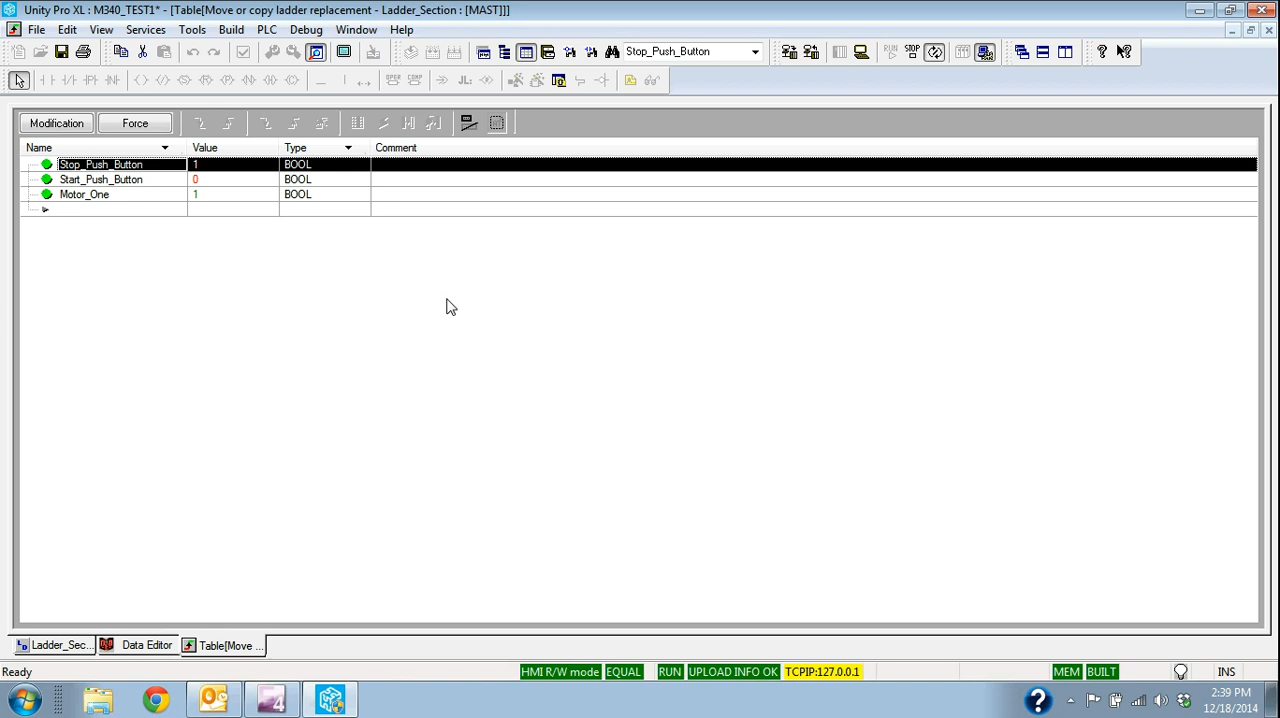 Unity Pro XL : M340_TEST1* - [Table[Move or copy ladder replacement - Ladder_Section : [MAST]]]
File Edit View Services Tools Build PLC Debug Window Help
Stop_Push_Button
Modification Force
Name Value Type Comment
Stop_Push_Button 1 BOOL
Start_Push_Button 0 BOOL
Motor_One 1 BOOL
Ladder_Sec... Data Editor Table[Move ...
Ready HMI R/W mode EQUAL RUN UPLOAD INFO OK TCPIP:127.0.0.1 MEM BUILT INS
2:39 PM
12/18/2014